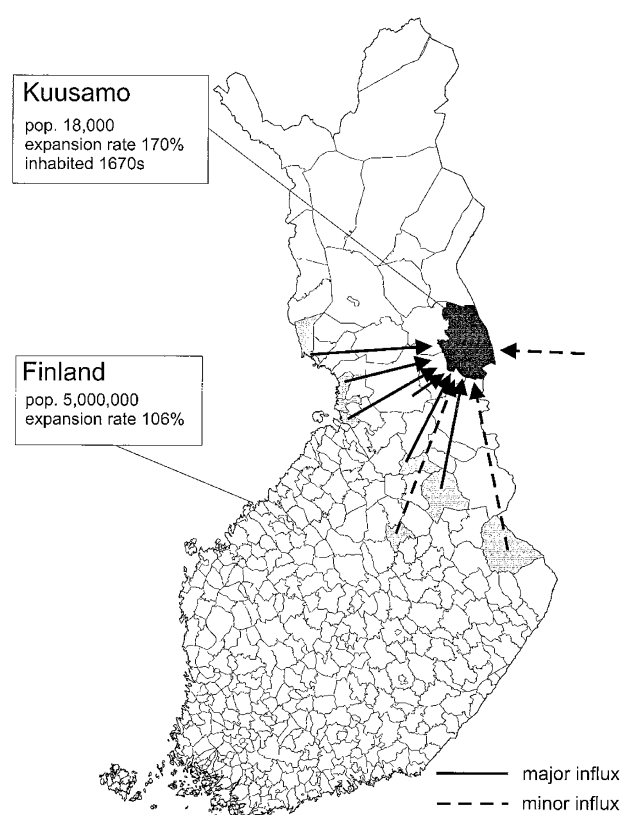 Kuusamo
pop. 18,000
expansion rate 170%
inhabited 1670s
Finland
pop. 5,000,000
expansion rate 106%
major influx
minor influx